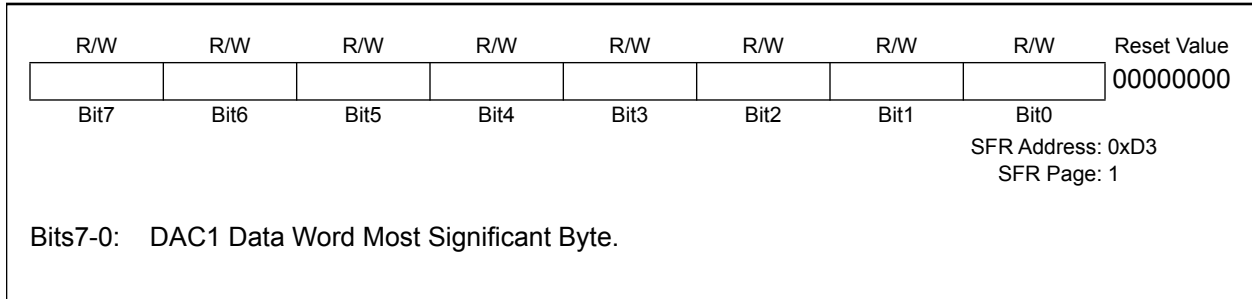 R/W R/W R/W R/W R/W R/W R/W R/W Reset Value
00000000
Bit7 Bit6 Bit5 Bit4 Bit3 Bit2 Bit1 Bit0
SFR Address: 0xD3
SFR Page: 1
Bits7-0: DAC1 Data Word Most Significant Byte.